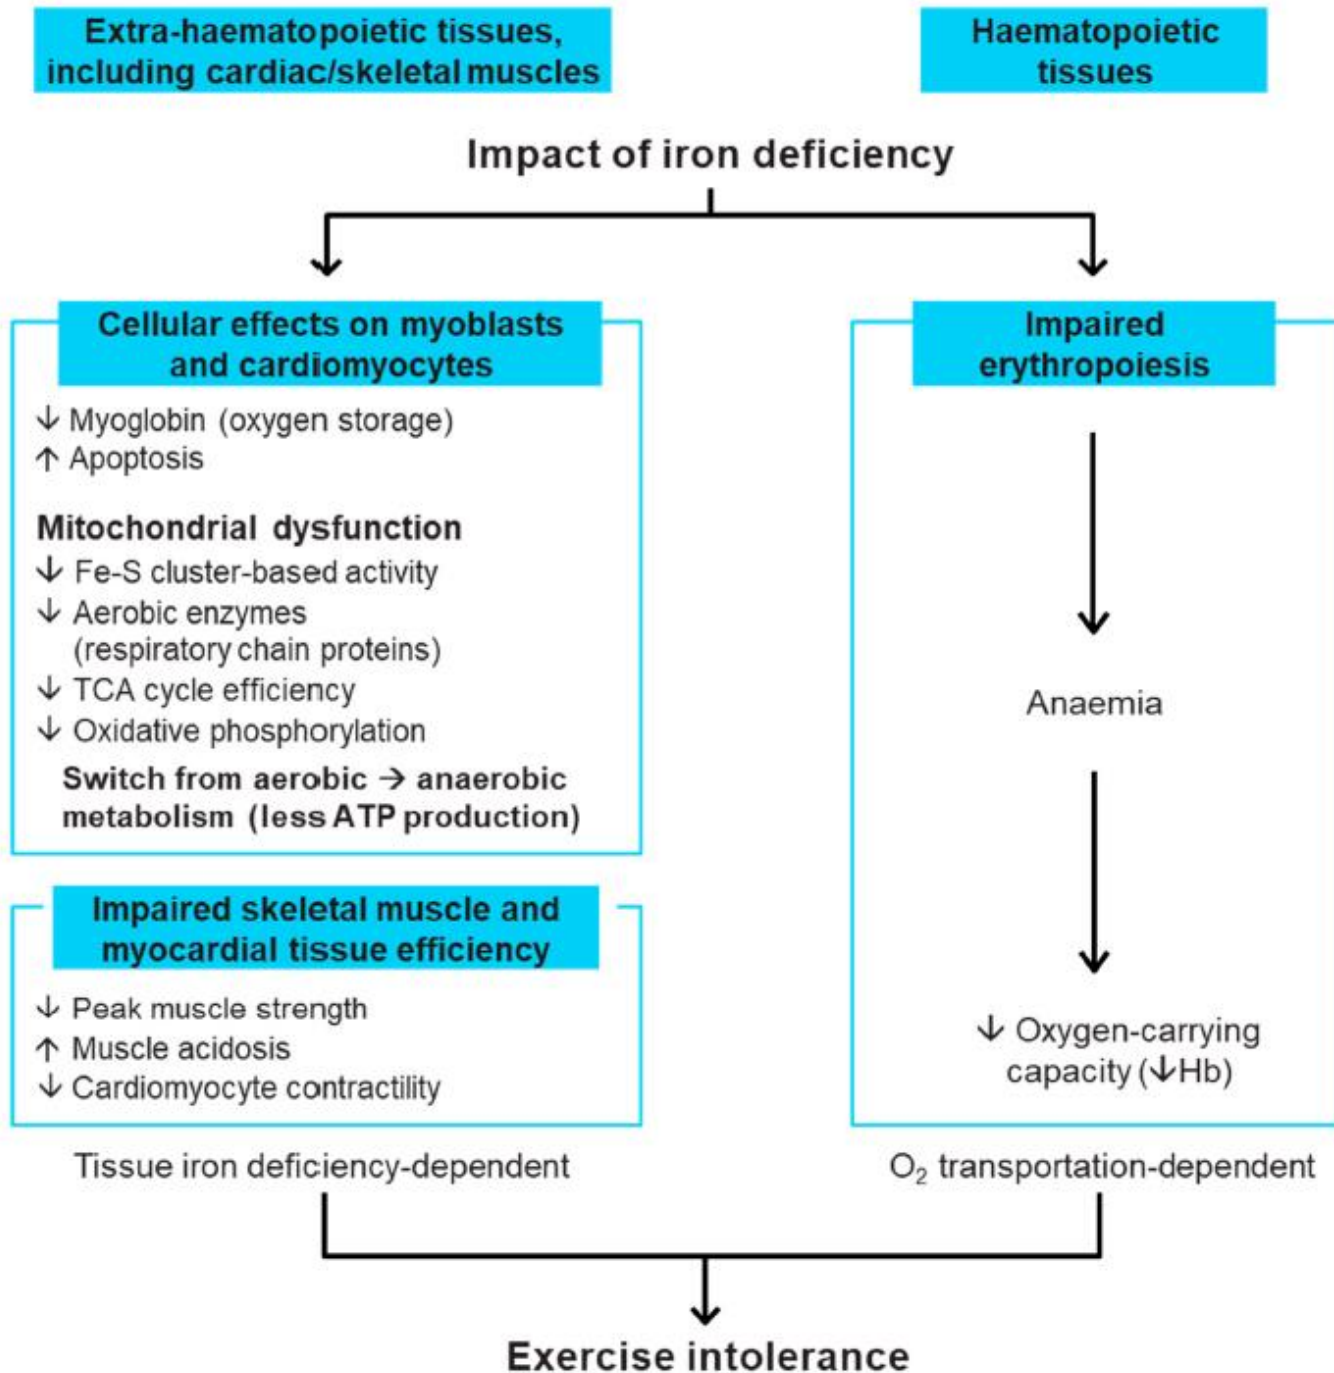 Extra-haematopoietic tissues,
including cardiac/skeletal muscles
Haematopoietic
tissues
Impact of iron deficiency
Cellular effects on myoblasts
and cardiomyocytes
↓ Myoglobin (oxygen storage)
↑ Apoptosis
Mitochondrial dysfunction
↓ Fe-S cluster-based activity
↓ Aerobic enzymes
(respiratory chain proteins)
↓ TCA cycle efficiency
↓ Oxidative phosphorylation
Switch from aerobic → anaerobic
metabolism (less ATP production)
Impaired skeletal muscle and
myocardial tissue efficiency
↓ Peak muscle strength
↑ Muscle acidosis
↓ Cardiomyocyte contractility
Tissue iron deficiency-dependent
Impaired
erythropoiesis
Anaemia
↓ Oxygen-carrying
capacity (↓Hb)
O₂ transportation-dependent
Exercise intolerance